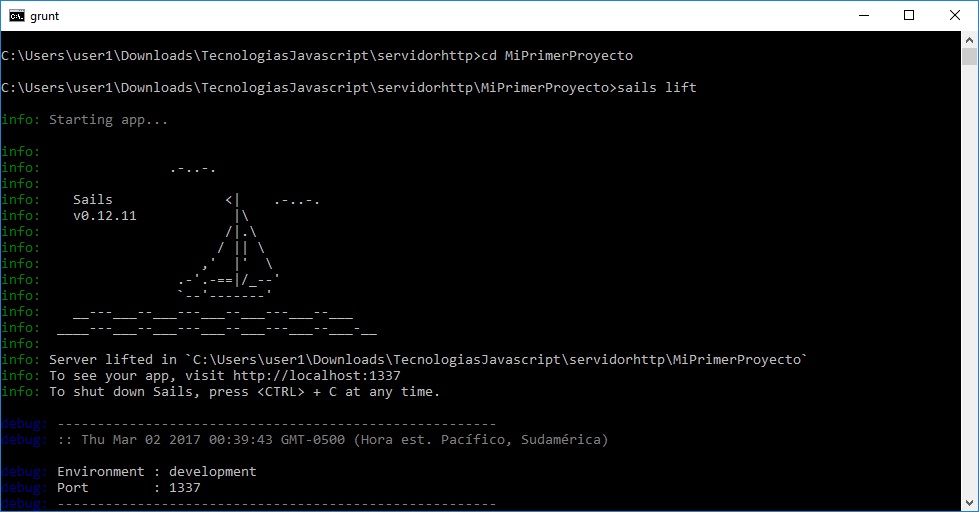 grunt
C:\Users\user1\Downloads\TecnologiasJavascript\servidorhttp>cd MiPrimerProyecto
C:\Users\user1\Downloads\TecnologiasJavascript\servidorhttp\MiPrimerProyecto>sails lift
info: Starting app...
info:
info:                .-..-.
info:
info:    Sails              <|    .-..-.
info:    v0.12.11            |\
info:                       /|.\
info:                      / || \
info:                    ,'  |'  \
info:                 .-'.-==|/_--'
info:                 `--'-------'
info:    __---___--___---___--___---___--___
info:  ____---___--___---___--___---___--___-__
info:
info: Server lifted in `C:\Users\user1\Downloads\TecnologiasJavascript\servidorhttp\MiPrimerProyecto`
info: To see your app, visit http://localhost:1337
info: To shut down Sails, press <CTRL> + C at any time.
debug: -------------------------------------------------------
debug: :: Thu Mar 02 2017 00:39:43 GMT-0500 (Hora est. Pacífico, Sudamérica)
debug: Environment : development
debug: Port        : 1337
debug: -------------------------------------------------------